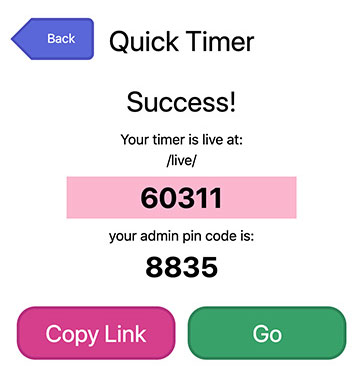 Back
Quick Timer
Success!
Your timer is live at:
/live/
60311
your admin pin code is:
8835
Copy Link
Go